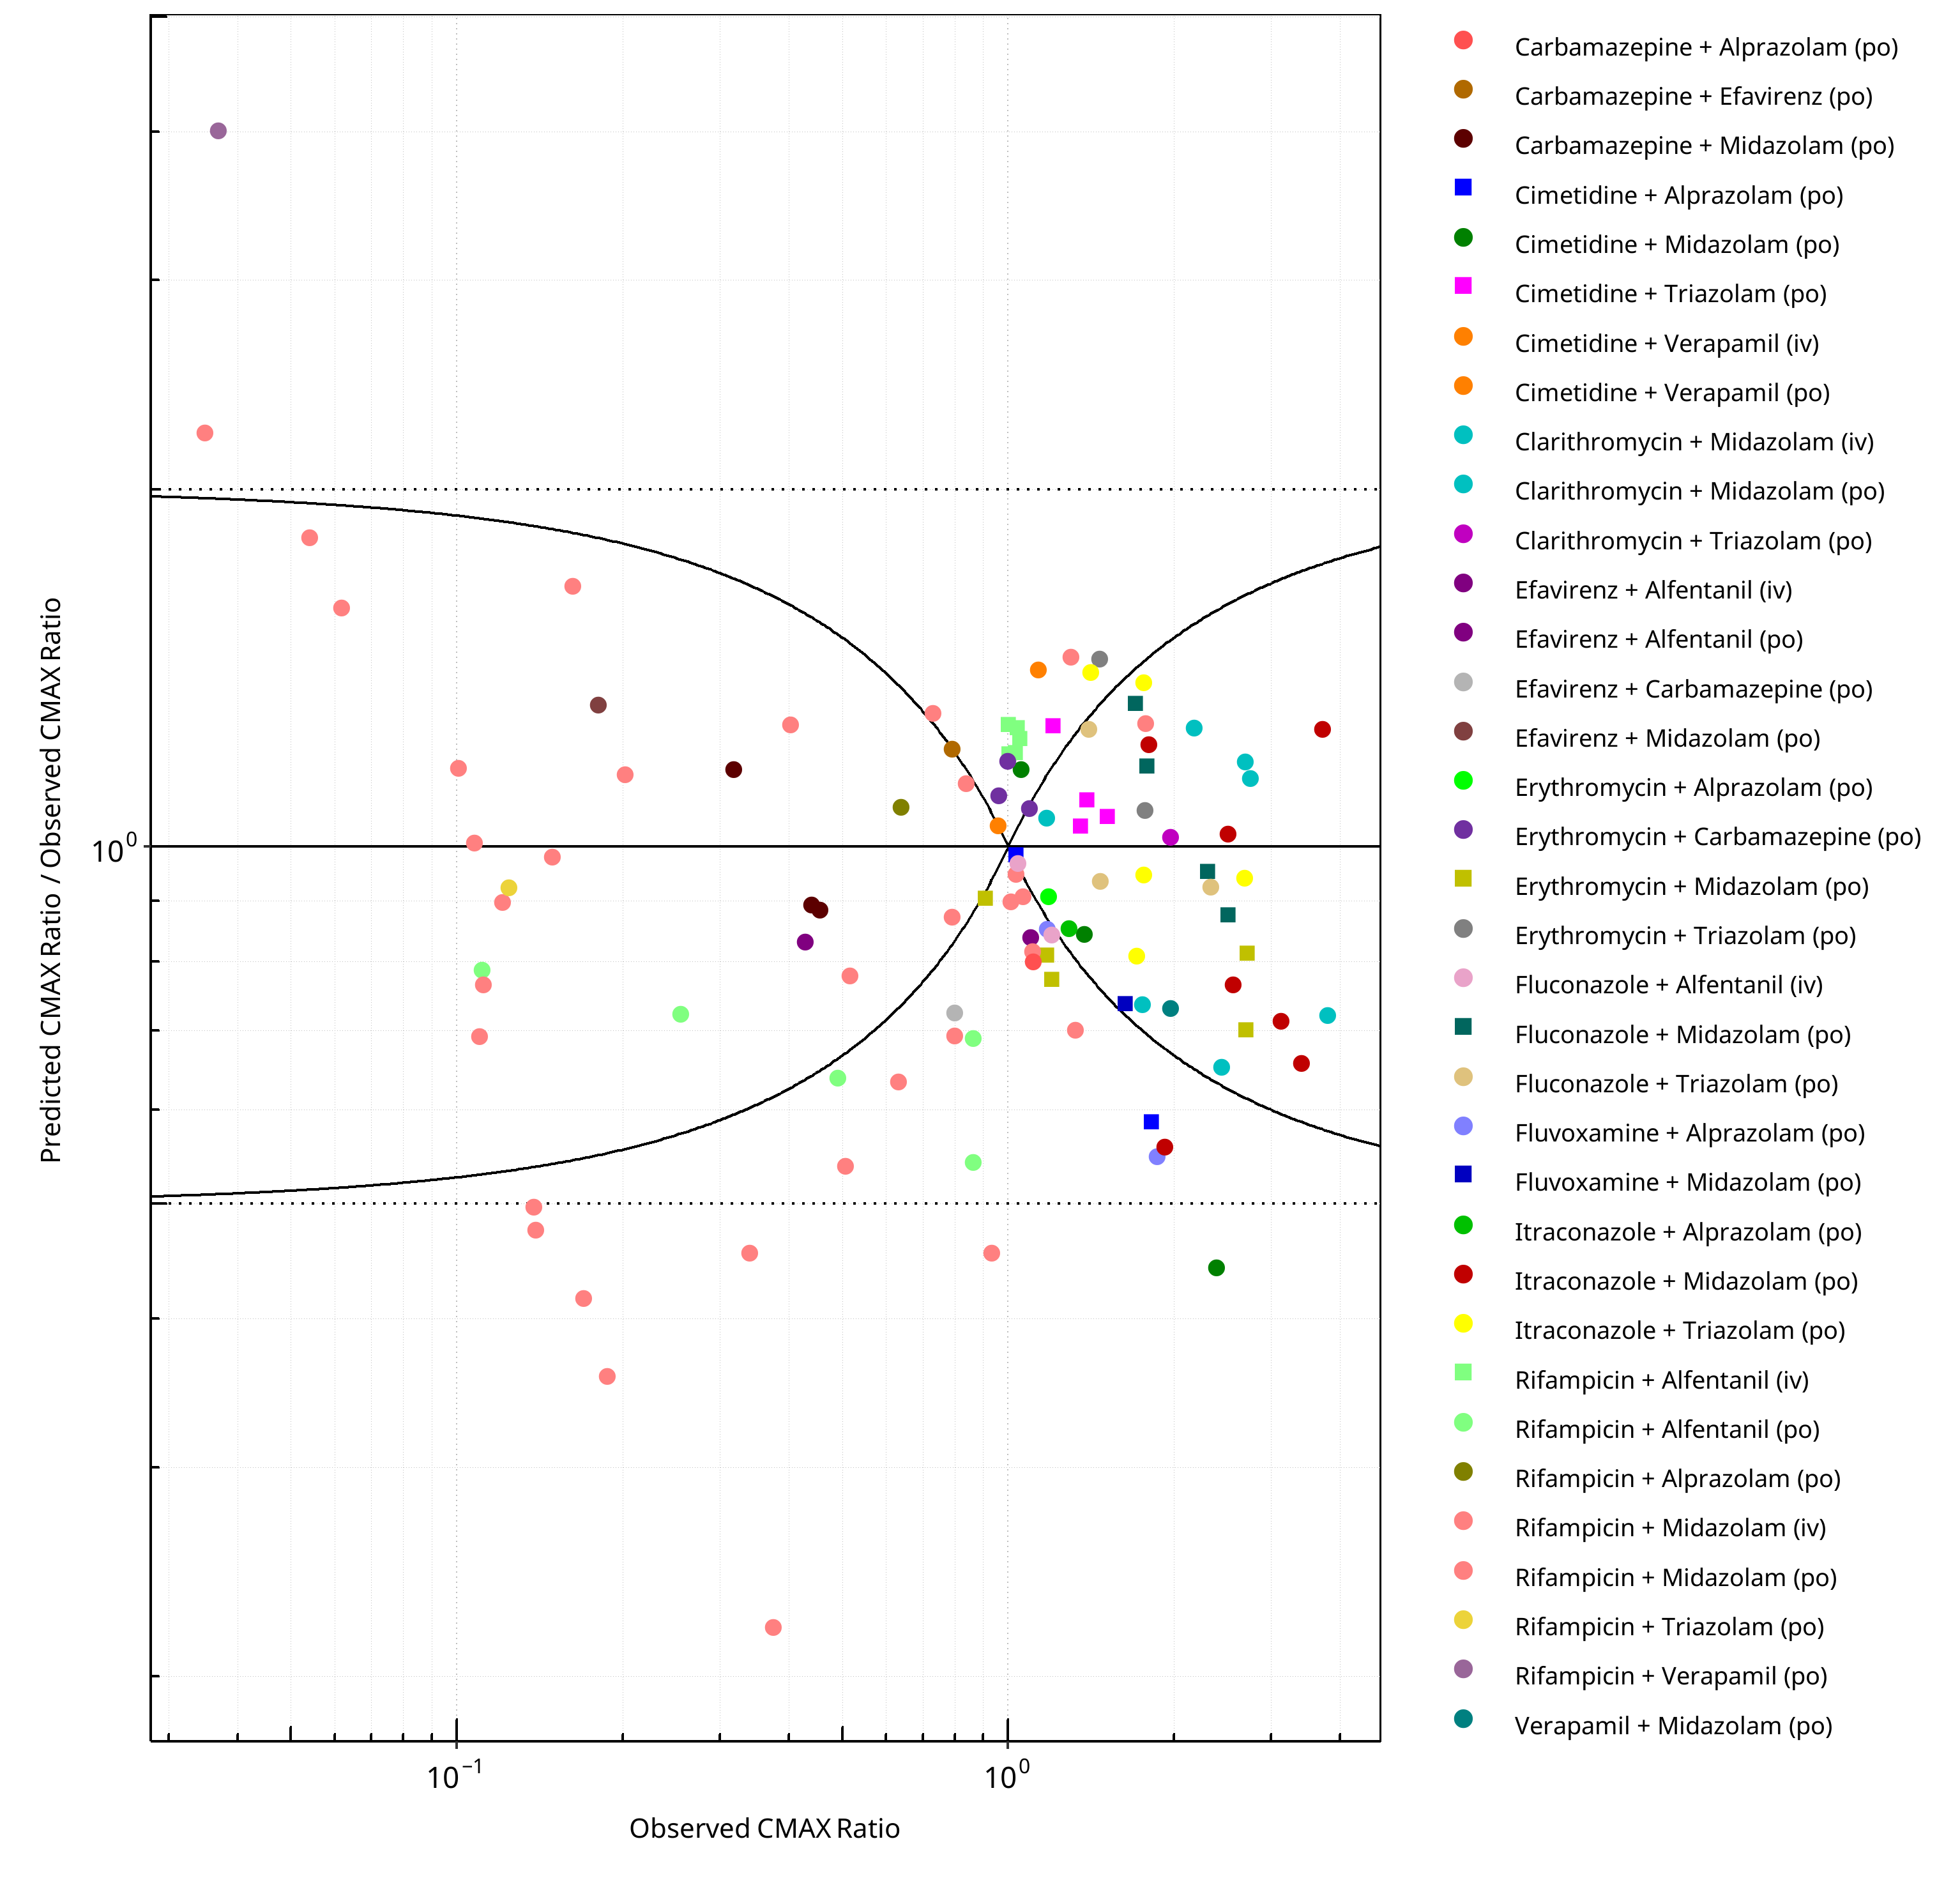 Carbamazepine + Alprazolam (po)
Carbamazepine + Efavirenz (po)
Carbamazepine + Midazolam (po)
Cimetidine + Alprazolam (po)
Cimetidine + Midazolam (po)
Cimetidine + Triazolam (po)
Cimetidine + Verapamil (iv)
Cimetidine + Verapamil (po)
Clarithromycin + Midazolam (iv)
Clarithromycin + Midazolam (po)
Clarithromycin + Triazolam (po)
Efavirenz + Alfentanil (iv)
Efavirenz + Alfentanil (po)
Efavirenz + Carbamazepine (po)
Efavirenz + Midazolam (po)
Erythromycin + Alprazolam (po)
Erythromycin + Carbamazepine (po)
Erythromycin + Midazolam (po)
Erythromycin + Triazolam (po)
Fluconazole + Alfentanil (iv)
Fluconazole + Midazolam (po)
Fluconazole + Triazolam (po)
Fluvoxamine + Alprazolam (po)
Fluvoxamine + Midazolam (po)
Itraconazole + Alprazolam (po)
Itraconazole + Midazolam (po)
Itraconazole + Triazolam (po)
Rifampicin + Alfentanil (iv)
Rifampicin + Alfentanil (po)
Rifampicin + Alprazolam (po)
Rifampicin + Midazolam (iv)
Rifampicin + Midazolam (po)
Rifampicin + Triazolam (po)
Rifampicin + Verapamil (po)
Verapamil + Midazolam (po)
Predicted CMAX Ratio / Observed CMAX Ratio
10⁰
10⁻¹ 10⁰
Observed CMAX Ratio